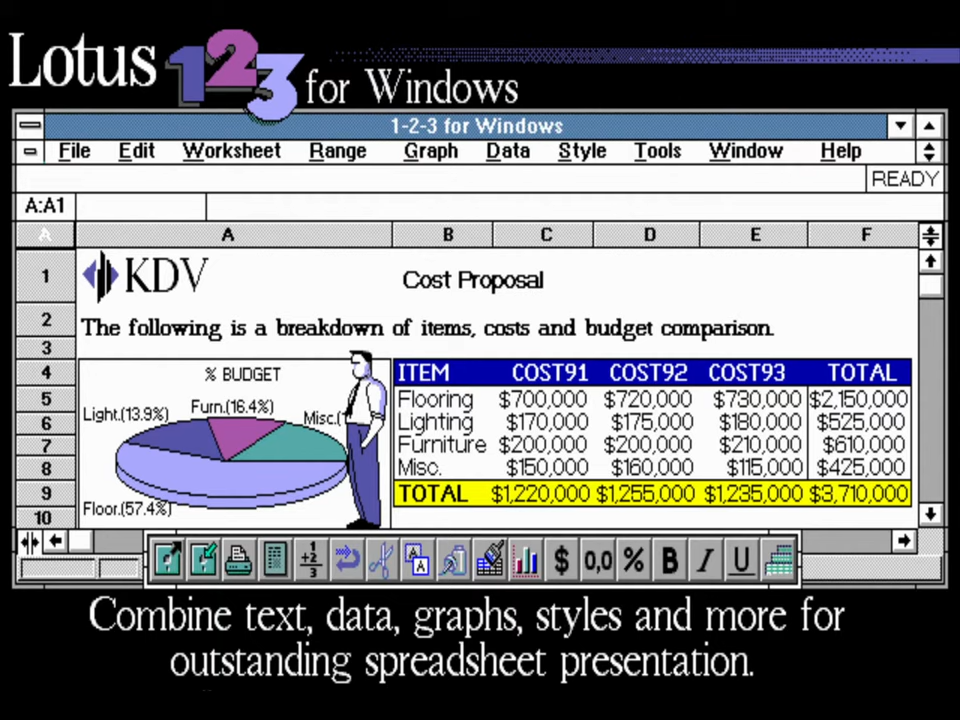 Lotus 123 for Windows
1-2-3 for Windows
File Edit Worksheet Range Graph Data Style Tools Window Help
READY
A:A1
A A B C D E F
1 KDV Cost Proposal
2 The following is a breakdown of items, costs and budget comparison.
3
% BUDGET
Light.(13.9%) Furn.(16.4%) Misc.(
Floor.(57.4%)
4 ITEM COST91 COST92 COST93 TOTAL
5 Flooring $700,000 $720,000 $730,000 $2,150,000
6 Lighting $170,000 $175,000 $180,000 $525,000
7 Furniture $200,000 $200,000 $210,000 $610,000
8 Misc. $150,000 $160,000 $115,000 $425,000
9 TOTAL $1,220,000 $1,255,000 $1,235,000 $3,710,000
10
1 +2 3 A A $ 0,0 % B I U
Combine text, data, graphs, styles and more for
outstanding spreadsheet presentation.